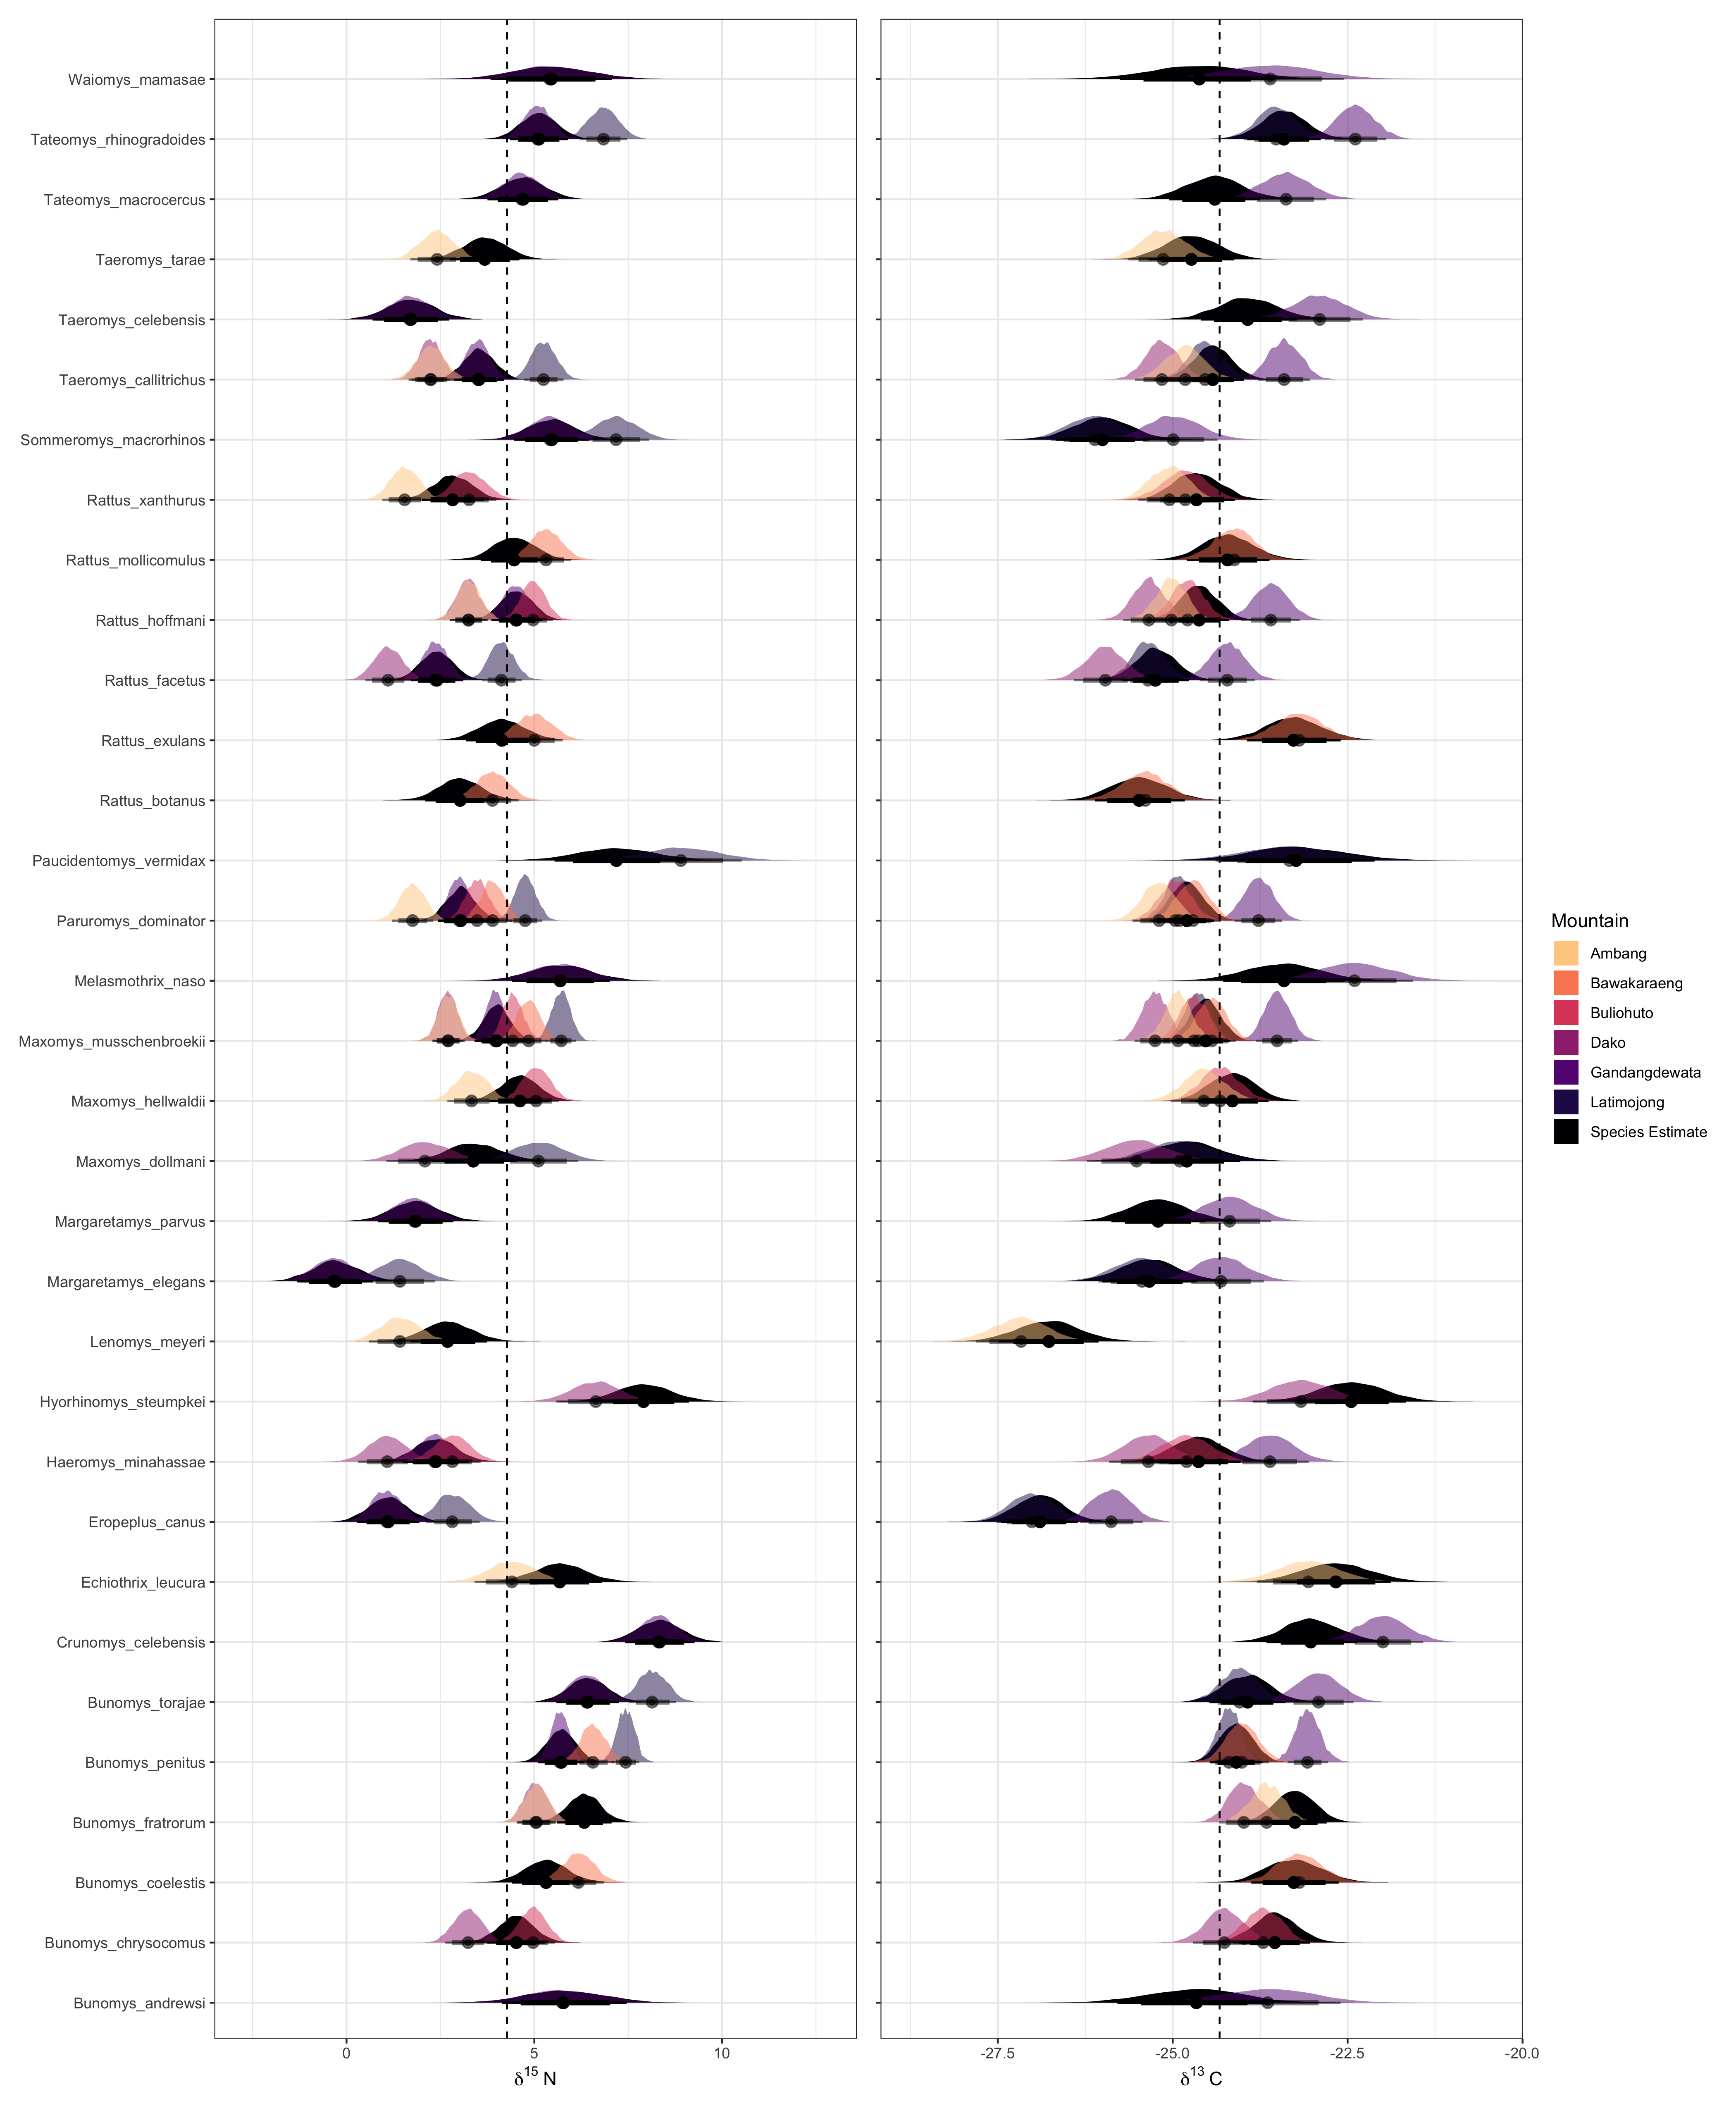 Waiomys_mamasae
Tateomys_rhinogradoides
Tateomys_macrocercus
Taeromys_tarae
Taeromys_celebensis
Taeromys_callitrichus
Sommeromys_macrorhinos
Rattus_xanthurus
Rattus_mollicomulus
Rattus_hoffmani
Rattus_facetus
Rattus_exulans
Rattus_botanus
Paucidentomys_vermidax
Paruromys_dominator
Melasmothrix_naso
Maxomys_musschenbroekii
Maxomys_hellwaldii
Maxomys_dollmani
Margaretamys_parvus
Margaretamys_elegans
Lenomys_meyeri
Hyorhinomys_steumpkei
Haeromys_minahassae
Eropeplus_canus
Echiothrix_leucura
Crunomys_celebensis
Bunomys_torajae
Bunomys_penitus
Bunomys_fratrorum
Bunomys_coelestis
Bunomys_chrysocomus
Bunomys_andrewsi
0 5 10
δ¹⁵ N
-27.5 -25.0 -22.5 -20.0
δ¹³ C
Mountain
Ambang
Bawakaraeng
Buliohuto
Dako
Gandangdewata
Latimojong
Species Estimate